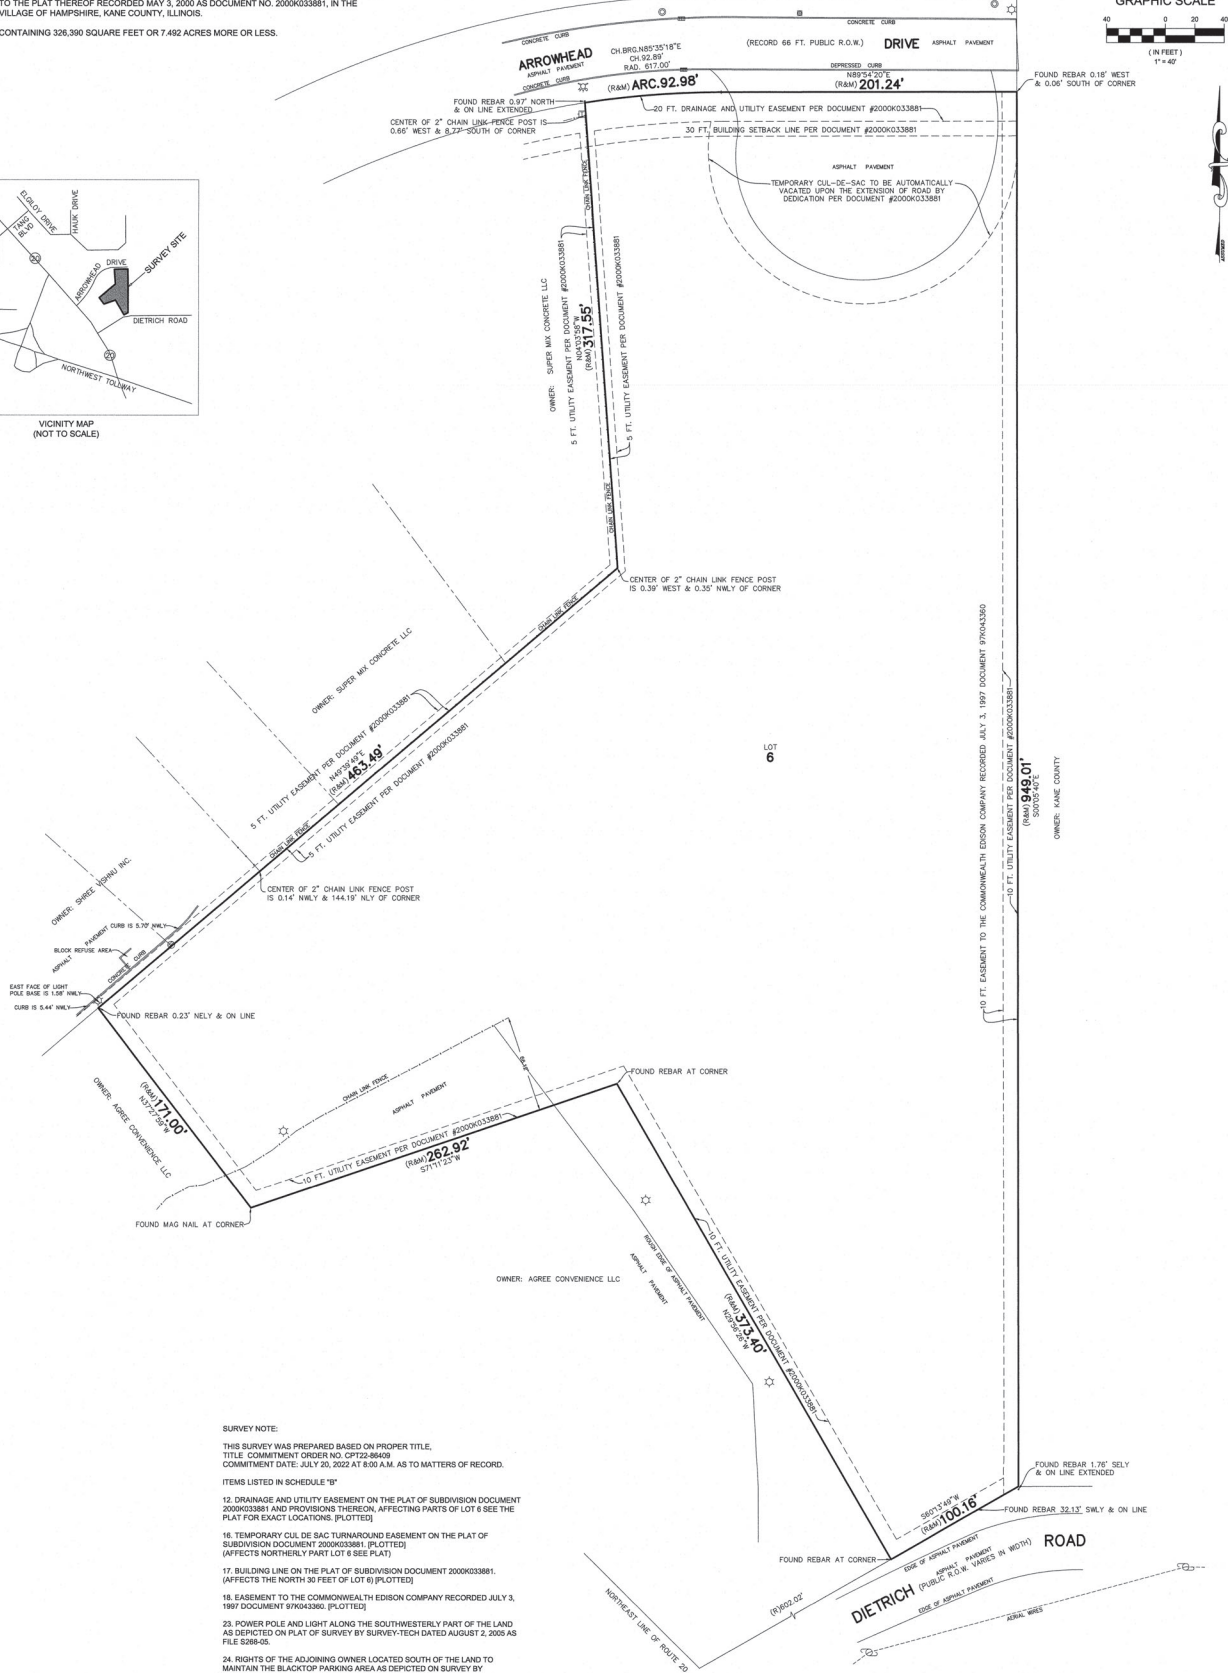 TO THE PLAT THEREOF RECORDED MAY 3, 2000 AS DOCUMENT NO. 2000K033881, IN THE
VILLAGE OF HAMPSHIRE, KANE COUNTY, ILLINOIS.
CONTAINING 326,390 SQUARE FEET OR 7.492 ACRES MORE OR LESS.
GRAPHIC SCALE
40 0 20 40
( IN FEET )
1" = 40'
CONCRETE CURB
CONCRETE CURB
ARROWHEAD
ASPHALT PAVEMENT
CONCRETE CURB
CH.BRG.N85°35'18"E
CH.92.89'
RAD. 617.00'
(RECORD 66 FT. PUBLIC R.O.W.)
DRIVE
ASPHALT PAVEMENT
DEPRESSED CURB
(R&M) ARC.92.98'
N89°54'20"E
(R&M) 201.24'
FOUND REBAR 0.18' WEST
& 0.06' SOUTH OF CORNER
FOUND REBAR 0.97' NORTH
& ON LINE EXTENDED
CENTER OF 2" CHAIN LINK FENCE POST IS
0.66' WEST & 8.77' SOUTH OF CORNER
20 FT. DRAINAGE AND UTILITY EASEMENT PER DOCUMENT #2000K033881
30 FT. BUILDING SETBACK LINE PER DOCUMENT #2000K033881
ASPHALT PAVEMENT
TEMPORARY CUL-DE-SAC TO BE AUTOMATICALLY
VACATED UPON THE EXTENSION OF ROAD BY
DEDICATION PER DOCUMENT #2000K033881
ELGILOY DRIVE
HAUK DRIVE
TANG
BLVD
20
SURVEY SITE
ARROWHEAD
DRIVE
DIETRICH ROAD
20
NORTHWEST TOLLWAY
VICINITY MAP
(NOT TO SCALE)
CHAIN LINK FENCE
OWNER: SUPER MIX CONCRETE LLC
5 FT. UTILITY EASEMENT PER DOCUMENT #2000K033881
N04°03'58"W
(R&M) 317.55'
5 FT. UTILITY EASEMENT PER DOCUMENT #2000K033881
CHAIN LINK FENCE
CENTER OF 2" CHAIN LINK FENCE POST
IS 0.39' WEST & 0.35' NWLY OF CORNER
CHAIN LINK FENCE
OWNER: SUPER MIX CONCRETE LLC
5 FT. UTILITY EASEMENT PER DOCUMENT #2000K033881
N49°39'49"E
(R&M) 463.49'
5 FT. UTILITY EASEMENT PER DOCUMENT #2000K033881
CHAIN LINK FENCE
CENTER OF 2" CHAIN LINK FENCE POST
IS 0.14' NWLY & 144.19' NLY OF CORNER
LOT
6
10 FT. EASEMENT TO THE COMMONWEALTH EDISON COMPANY RECORDED JULY 3, 1997 DOCUMENT 97K043360
10 FT. UTILITY EASEMENT PER DOCUMENT #2000K033881
(R&M) 949.01'
S00°05'40"E
OWNER: KANE COUNTY
OWNER: SHREE VISHNU INC.
CURB IS 5.70' NWLY
ASPHALT PAVEMENT
BLOCK REFUSE AREA
CONCRETE CURB
EAST FACE OF LIGHT
POLE BASE IS 1.58' NWLY
CURB IS 5.44' NWLY
FOUND REBAR 0.23' NELY & ON LINE
(R&M) 171.00'
N37°27'59"W
OWNER: AGREE CONVENIENCE LLC
CHAIN LINK FENCE
ASPHALT PAVEMENT
FOUND REBAR AT CORNER
10 FT. UTILITY EASEMENT PER DOCUMENT #2000K033881
(R&M) 262.92'
S71°11'23"W
FOUND MAG NAIL AT CORNER
OWNER: AGREE CONVENIENCE LLC
ROUGH EDGE OF ASPHALT PAVEMENT
ASPHALT PAVEMENT
10 FT. UTILITY EASEMENT PER DOCUMENT #2000K033881
(R&M) 373.40'
N29°56'26"W
FOUND REBAR 1.76' SELY
& ON LINE EXTENDED
S60°13'49"W
(R&M) 100.16'
FOUND REBAR 32.13' SWLY & ON LINE
FOUND REBAR AT CORNER
EDGE OF ASPHALT PAVEMENT
ASPHALT PAVEMENT
DIETRICH (PUBLIC R.O.W. VARIES IN WIDTH) ROAD
EDGE OF ASPHALT PAVEMENT
AERIAL WIRES
(R)602.02'
NORTHEAST LINE OF ROUTE 20
SURVEY NOTE:
THIS SURVEY WAS PREPARED BASED ON PROPER TITLE,
TITLE COMMITMENT ORDER NO. CPT22-86409
COMMITMENT DATE: JULY 20, 2022 AT 8:00 A.M. AS TO MATTERS OF RECORD.
ITEMS LISTED IN SCHEDULE "B"
12. DRAINAGE AND UTILITY EASEMENT ON THE PLAT OF SUBDIVISION DOCUMENT
2000K033881 AND PROVISIONS THEREON, AFFECTING PARTS OF LOT 6 SEE THE
PLAT FOR EXACT LOCATIONS. [PLOTTED]
16. TEMPORARY CUL DE SAC TURNAROUND EASEMENT ON THE PLAT OF
SUBDIVISION DOCUMENT 2000K033881. [PLOTTED]
(AFFECTS NORTHERLY PART LOT 6 SEE PLAT)
17. BUILDING LINE ON THE PLAT OF SUBDIVISION DOCUMENT 2000K033881.
(AFFECTS THE NORTH 30 FEET OF LOT 6) [PLOTTED]
18. EASEMENT TO THE COMMONWEALTH EDISON COMPANY RECORDED JULY 3,
1997 DOCUMENT 97K043360. [PLOTTED]
23. POWER POLE AND LIGHT ALONG THE SOUTHWESTERLY PART OF THE LAND
AS DEPICTED ON PLAT OF SURVEY BY SURVEY-TECH DATED AUGUST 2, 2005 AS
FILE S268-05.
24. RIGHTS OF THE ADJOINING OWNER LOCATED SOUTH OF THE LAND TO
MAINTAIN THE BLACKTOP PARKING AREA AS DEPICTED ON SURVEY BY